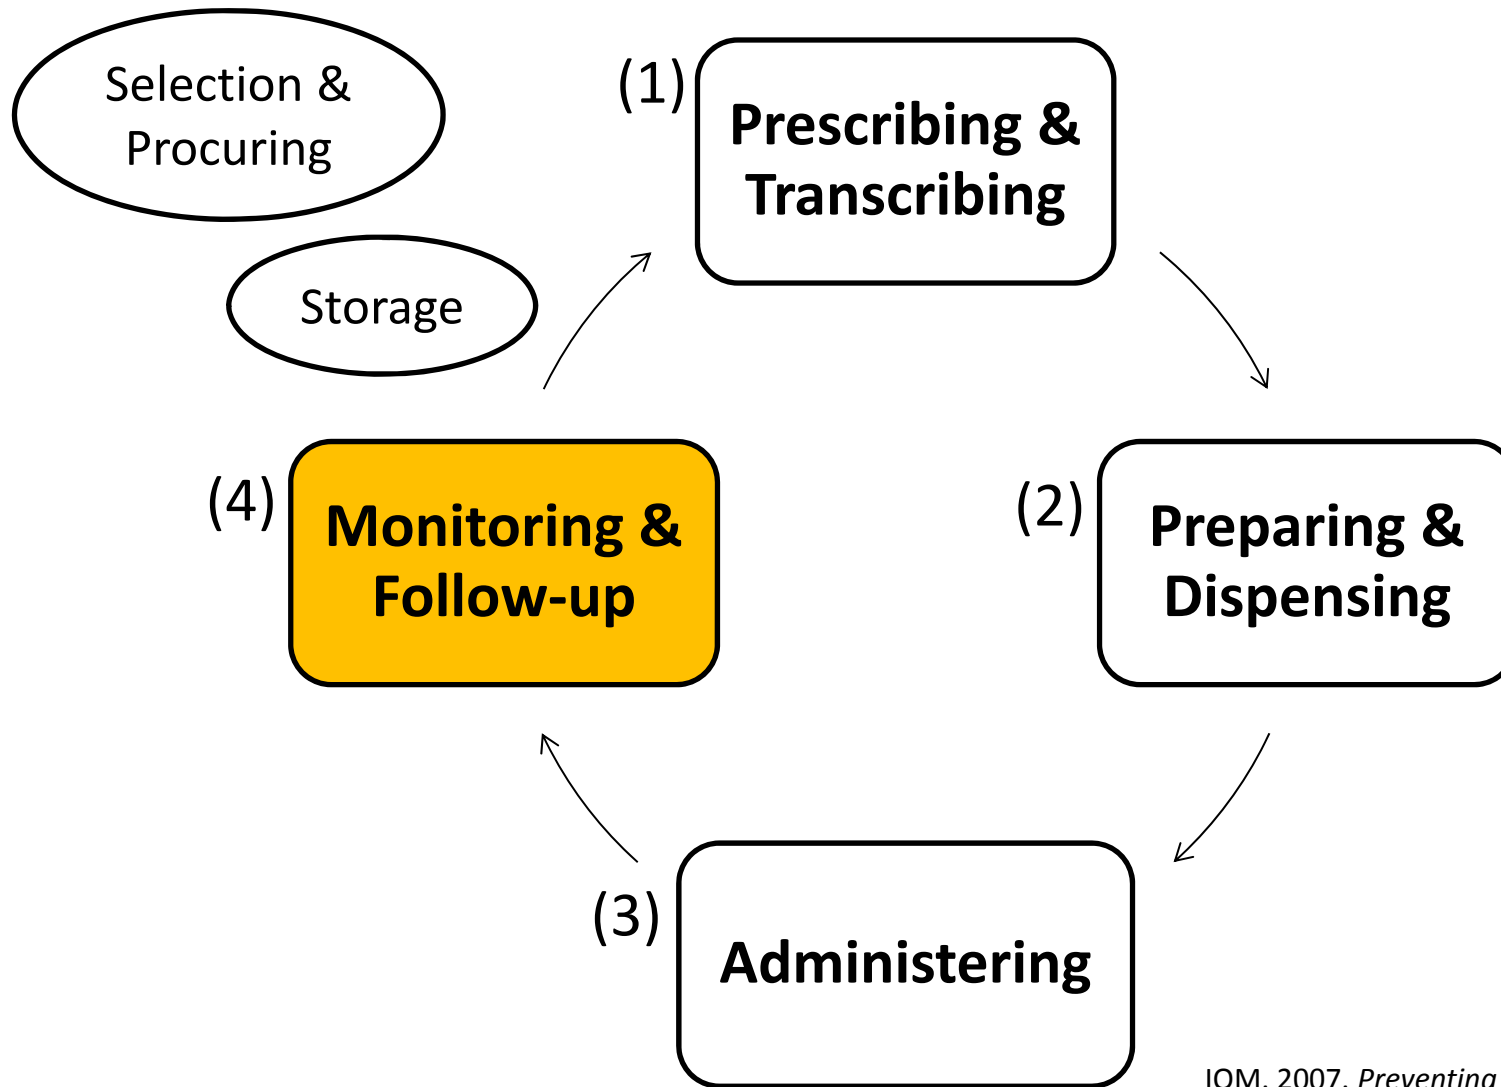 Selection &
Procuring
Storage
(1)
Prescribing &
Transcribing
(2)
Preparing &
Dispensing
(3)
Administering
(4)
Monitoring &
Follow-up
IOM. 2007. Preventing